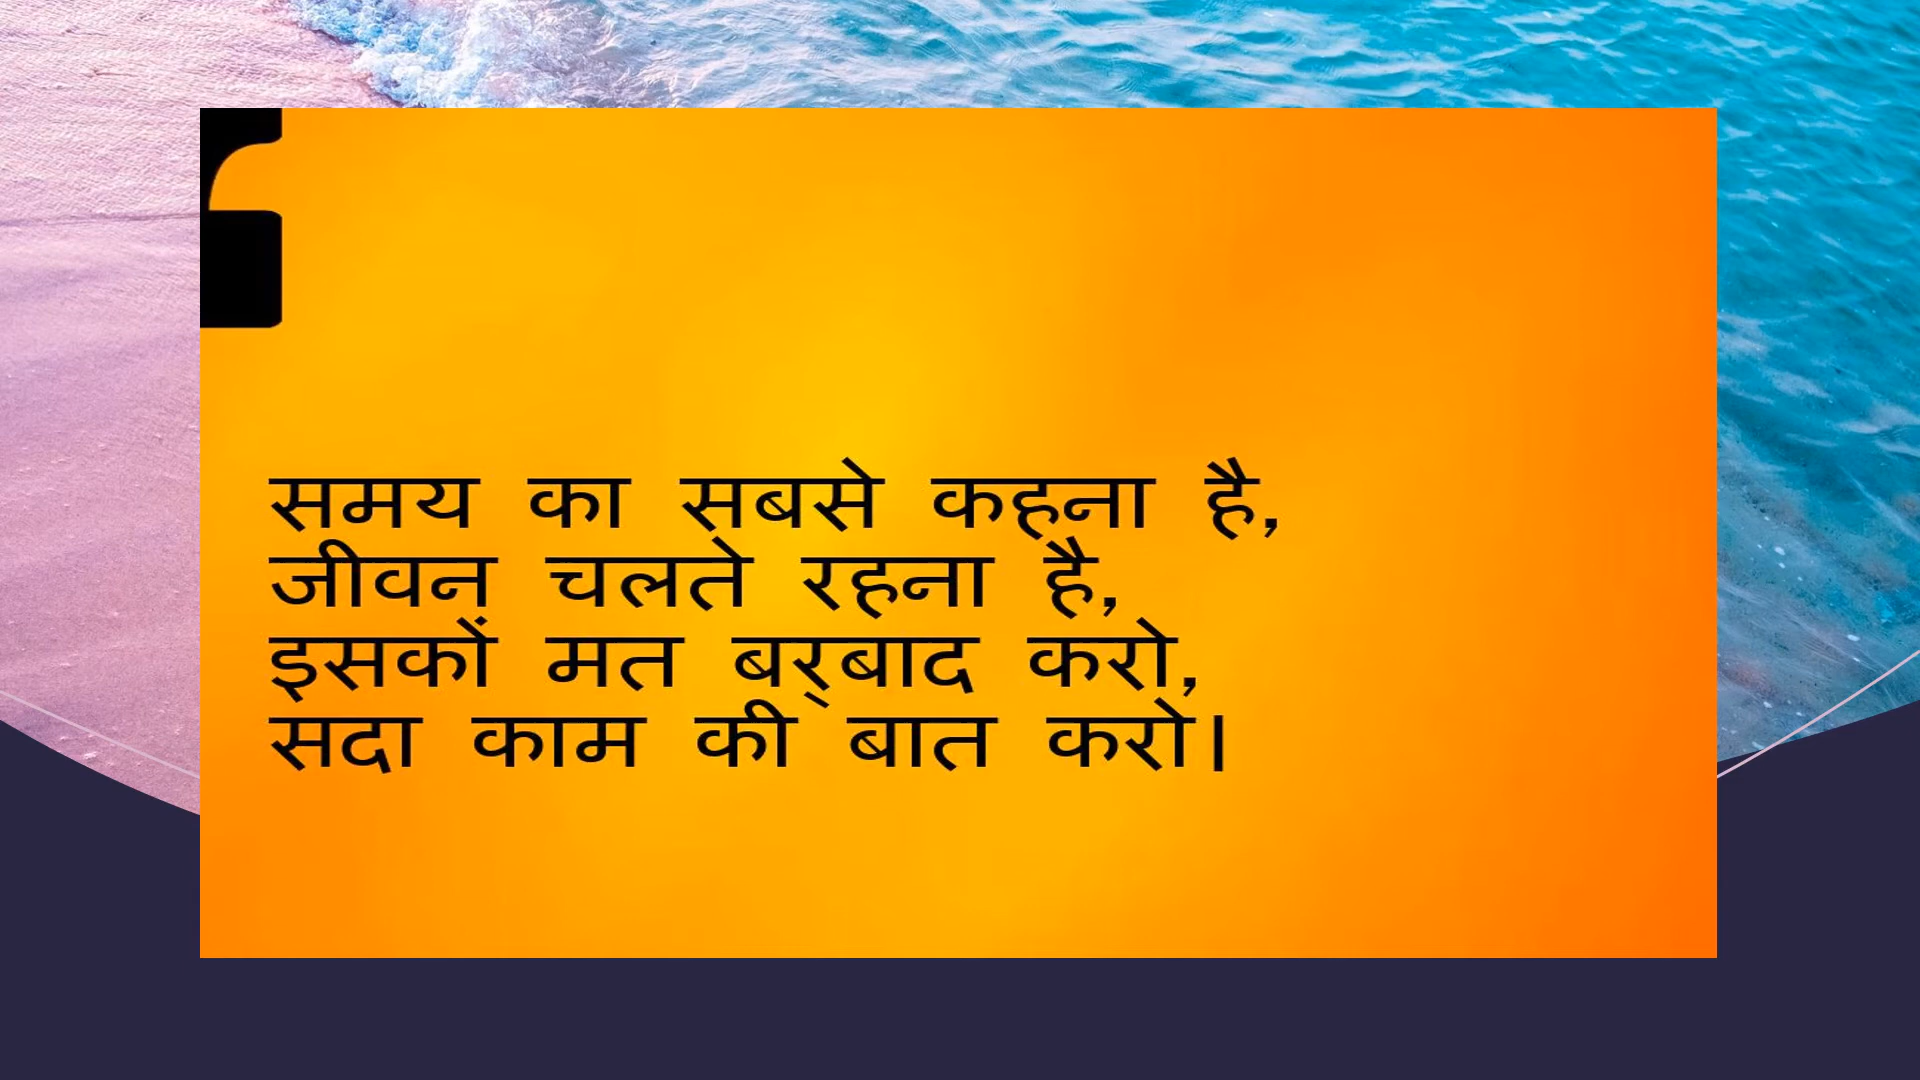 समय का सबसे कहना है,
जीवन चलते रहना है,
इसकों मत बर्‌बाद करो,
सदा काम की बात करो।